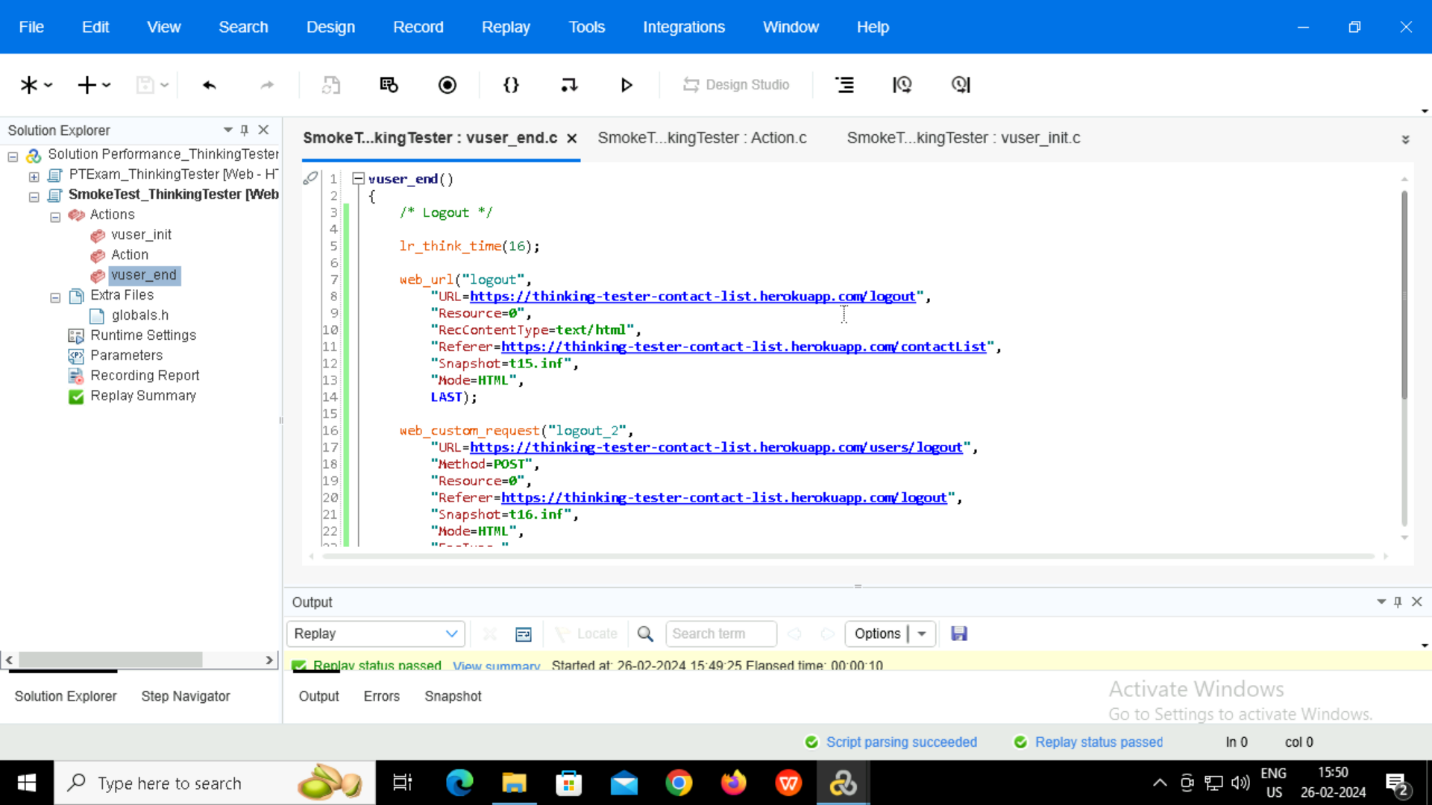 File Edit View Search Design Record Replay Tools Integrations Window Help
Design Studio
Solution Explorer
Solution Performance_ThinkingTester
PTExam_ThinkingTester [Web - HT
SmokeTest_ThinkingTester [Web
Actions
vuser_init
Action
vuser_end
Extra Files
globals.h
Runtime Settings
Parameters
Recording Report
Replay Summary
Solution Explorer Step Navigator
SmokeT...kingTester : vuser_end.c SmokeT...kingTester : Action.c SmokeT...kingTester : vuser_init.c
1 vuser_end()
2 {
3 /* Logout */
4
5 lr_think_time(16);
6
7 web_url("logout",
8 "URL=https://thinking-tester-contact-list.herokuapp.com/logout",
9 "Resource=0",
10 "RecContentType=text/html",
11 "Referer=https://thinking-tester-contact-list.herokuapp.com/contactList",
12 "Snapshot=t15.inf",
13 "Mode=HTML",
14 LAST);
15
16 web_custom_request("logout_2",
17 "URL=https://thinking-tester-contact-list.herokuapp.com/users/logout",
18 "Method=POST",
19 "Resource=0",
20 "Referer=https://thinking-tester-contact-list.herokuapp.com/logout",
21 "Snapshot=t16.inf",
22 "Mode=HTML",
Output
Replay Locate Search term Options
Replay status passed View summary Started at: 26-02-2024 15:49:25 Elapsed time: 00:00:10
Output Errors Snapshot
Activate Windows
Go to Settings to activate Windows.
Script parsing succeeded Replay status passed ln 0 col 0
Type here to search
ENG
US
15:50
26-02-2024
2